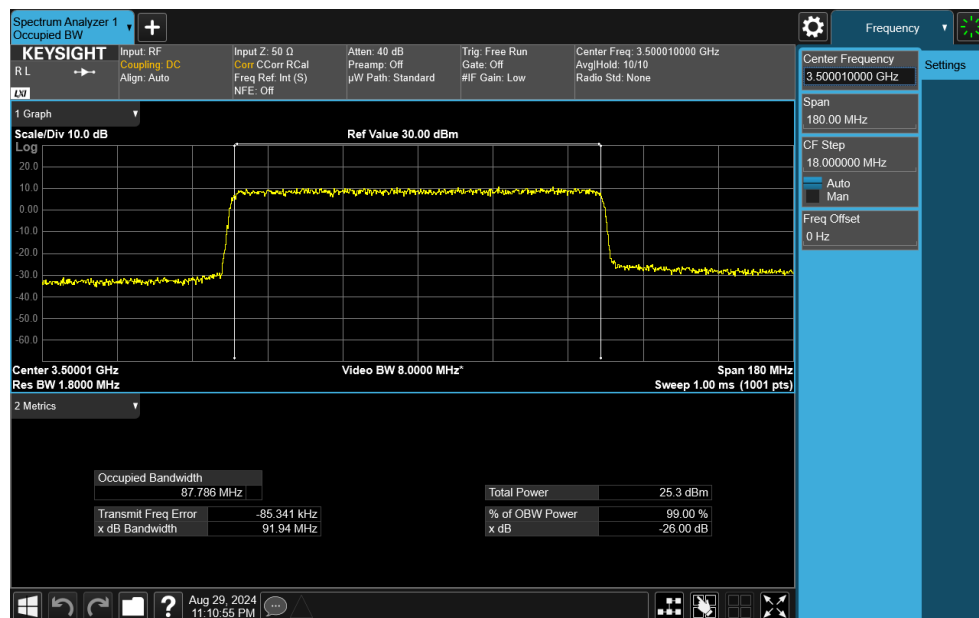 Spectrum Analyzer 1
Occupied BW
Frequency
KEYSIGHT
R L
LXI
Input: RF
Coupling: DC
Align: Auto
Input Z: 50 Ω
Corr CCorr RCal
Freq Ref: Int (S)
NFE: Off
Atten: 40 dB
Preamp: Off
µW Path: Standard
Trig: Free Run
Gate: Off
#IF Gain: Low
Center Freq: 3.500010000 GHz
Avg|Hold: 10/10
Radio Std: None
Center Frequency
3.500010000 GHz
Settings
Span
180.00 MHz
CF Step
18.000000 MHz
Auto
Man
Freq Offset
0 Hz
1 Graph
Scale/Div 10.0 dB
Ref Value 30.00 dBm
Log
20.0
10.0
0.00
-10.0
-20.0
-30.0
-40.0
-50.0
-60.0
Center 3.50001 GHz
Video BW 8.0000 MHz*
Span 180 MHz
Res BW 1.8000 MHz
Sweep 1.00 ms (1001 pts)
2 Metrics
Occupied Bandwidth
87.786 MHz
Total Power 25.3 dBm
Transmit Freq Error -85.341 kHz
% of OBW Power 99.00 %
x dB Bandwidth 91.94 MHz
x dB -26.00 dB
Aug 29, 2024
11:10:55 PM